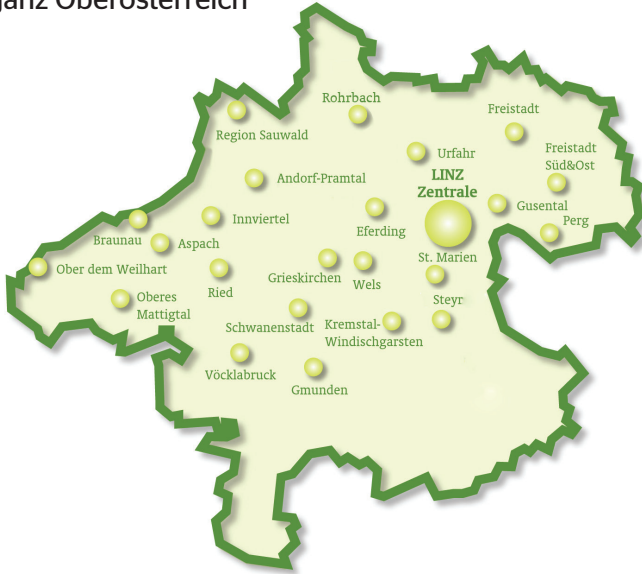 ganz Oberösterreich
Rohrbach
Region Sauwald
Freistadt
Urfahr
Freistadt
Süd&Ost
LINZ
Zentrale
Andorf-Pramtal
Gusental
Innviertel
Perg
Eferding
Braunau
Aspach
St. Marien
Ober dem Weilhart
Grieskirchen
Wels
Ried
Oberes
Mattigtal
Steyr
Schwanenstadt
Kremstal-
Windischgarsten
Vöcklabruck
Gmunden